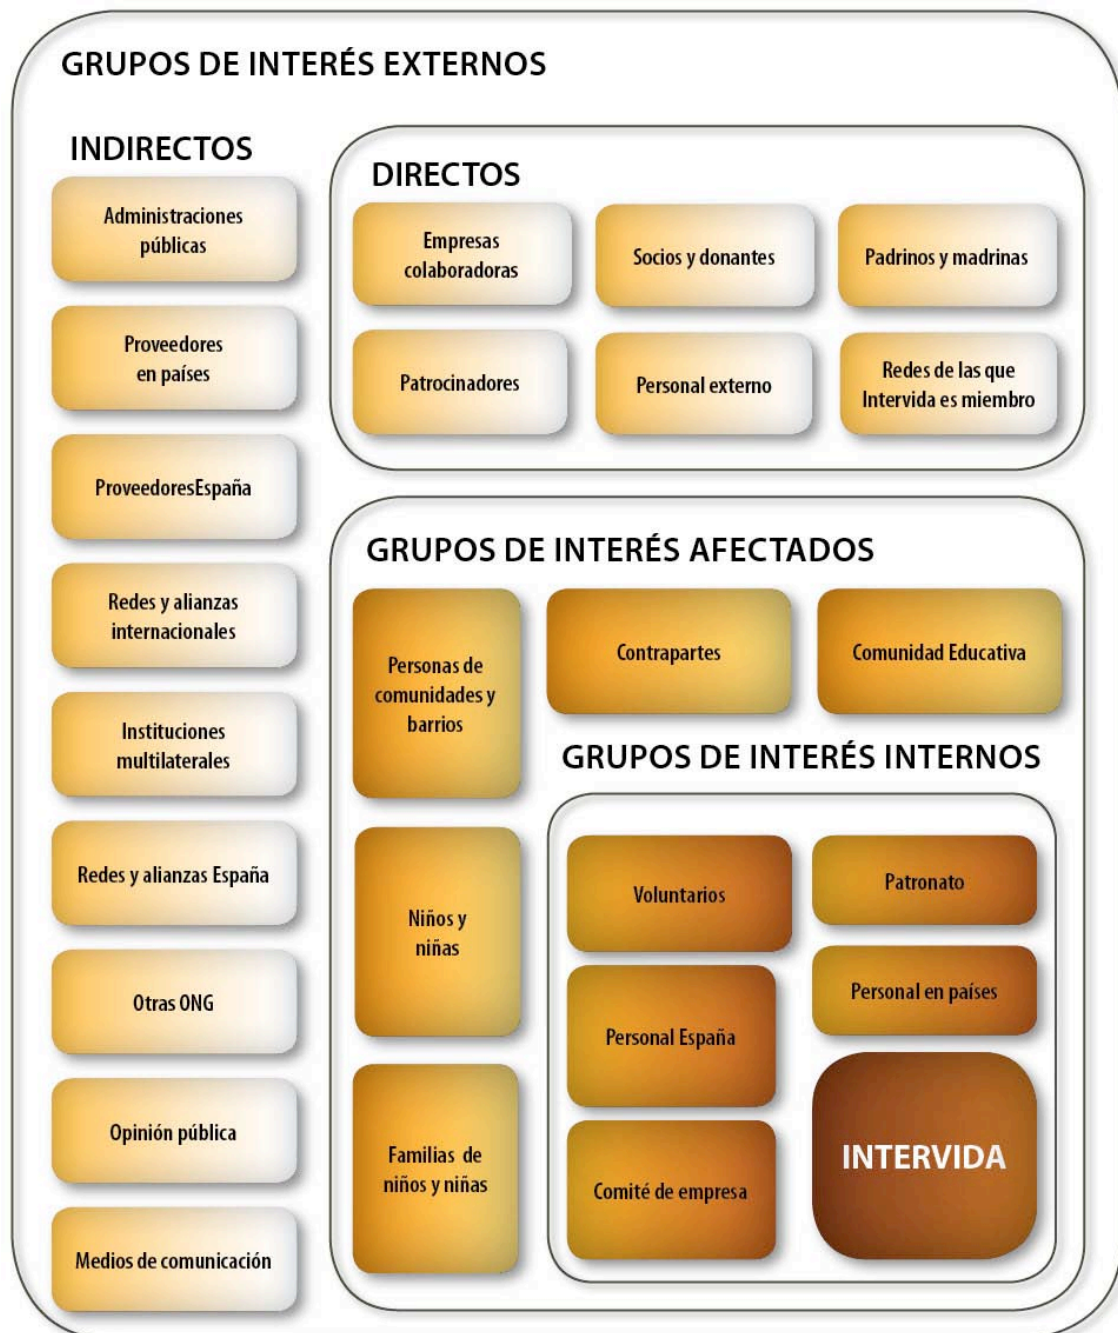 GRUPOS DE INTERÉS EXTERNOS
INDIRECTOS
Administraciones
públicas
Proveedores
en países
ProveedoresEspaña
Redes y alianzas
internacionales
Instituciones
multilaterales
Redes y alianzas España
Otras ONG
Opinión pública
Medios de comunicación
DIRECTOS
Empresas
colaboradoras
Socios y donantes
Padrinos y madrinas
Patrocinadores
Personal externo
Redes de las que
Intervida es miembro
GRUPOS DE INTERÉS AFECTADOS
Personas de
comunidades y
barrios
Contrapartes
Comunidad Educativa
Niños y
niñas
Familias de
niños y niñas
GRUPOS DE INTERÉS INTERNOS
Voluntarios
Patronato
Personal España
Personal en países
Comité de empresa
INTERVIDA